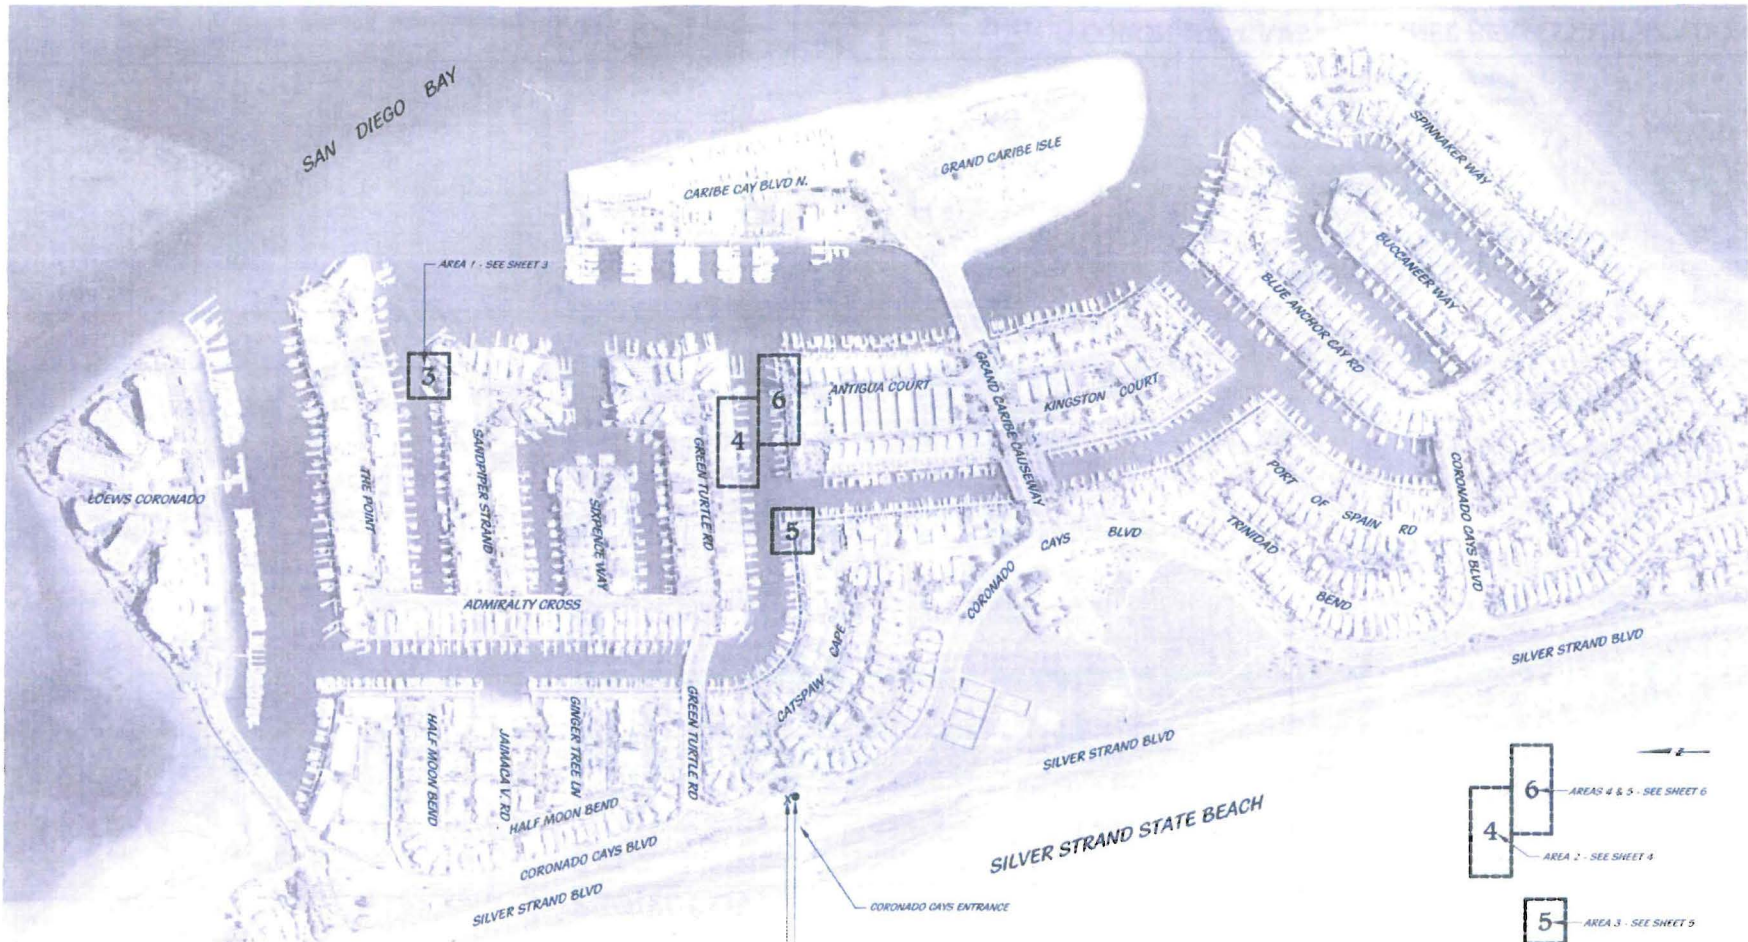 SAN DIEGO BAY
CARIBE CAY BLVD N.
GRAND CARIBE ISLE
SPINNAKER WAY
AREA 1 - SEE SHEET 3
BUCCANEER WAY
BLUE ANCHOR CAY RD
3
6
4
5
ANTIGUA COURT
GRAND CARIBE CAUSEWAY
KINGSTON COURT
LOEWS CORONADO
THE POINT
SANDPIPER STRAND
SIXPENCE WAY
GREEN TURTLE RD
PORT OF SPAIN RD
TRINIDAD BEND
CORONADO CAYS BLVD
CORONADO CAYS BLVD
ADMIRALTY CROSS
CATSPAW CAPE
SILVER STRAND BLVD
HALF MOON BEND
JAIMACA V. RD
GINGER TREE LN
GREEN TURTLE RD
HALF MOON BEND
CORONADO CAYS BLVD
SILVER STRAND BLVD
SILVER STRAND BLVD
SILVER STRAND STATE BEACH
CORONADO CAYS ENTRANCE
6
AREAS 4 & 5 - SEE SHEET 6
4
AREA 2 - SEE SHEET 4
5
AREA 3 - SEE SHEET 5